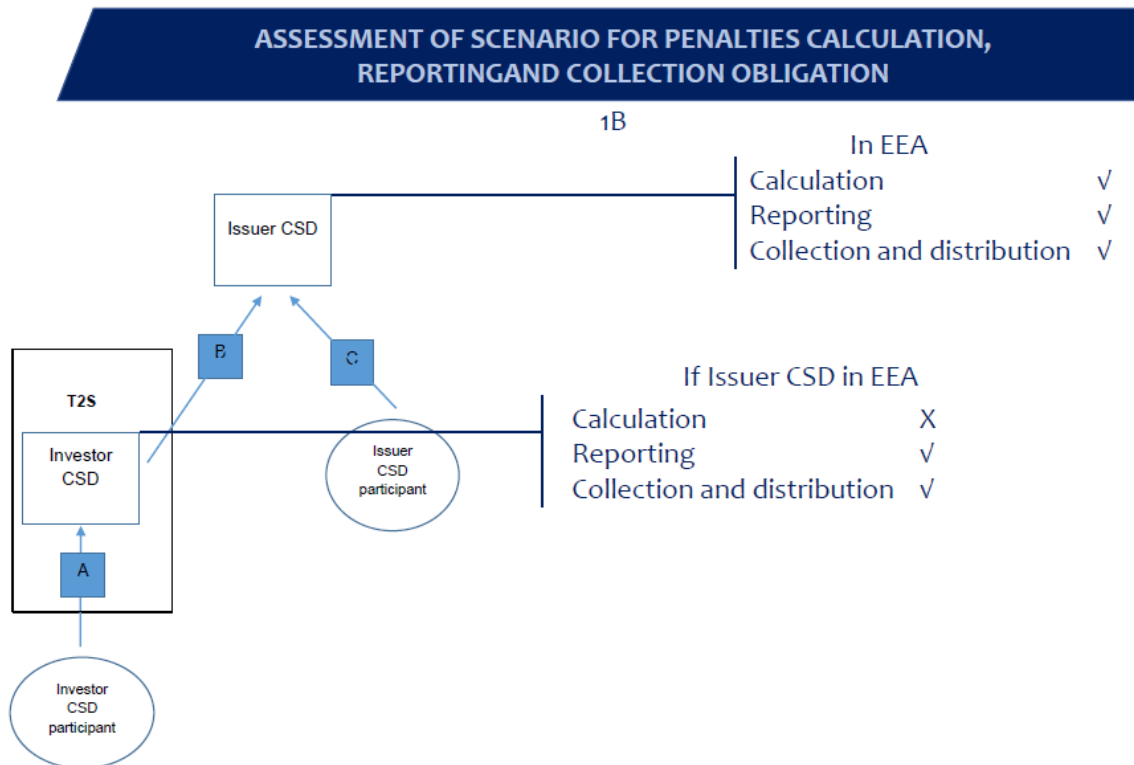 ASSESSMENT OF SCENARIO FOR PENALTIES CALCULATION,
REPORTINGAND COLLECTION OBLIGATION
1B
In EEA
Calculation √
Reporting √
Collection and distribution √
Issuer CSD
B
C
If Issuer CSD in EEA
Calculation X
Reporting √
Collection and distribution √
T2S
Investor
CSD
Issuer
CSD
participant
A
Investor
CSD
participant